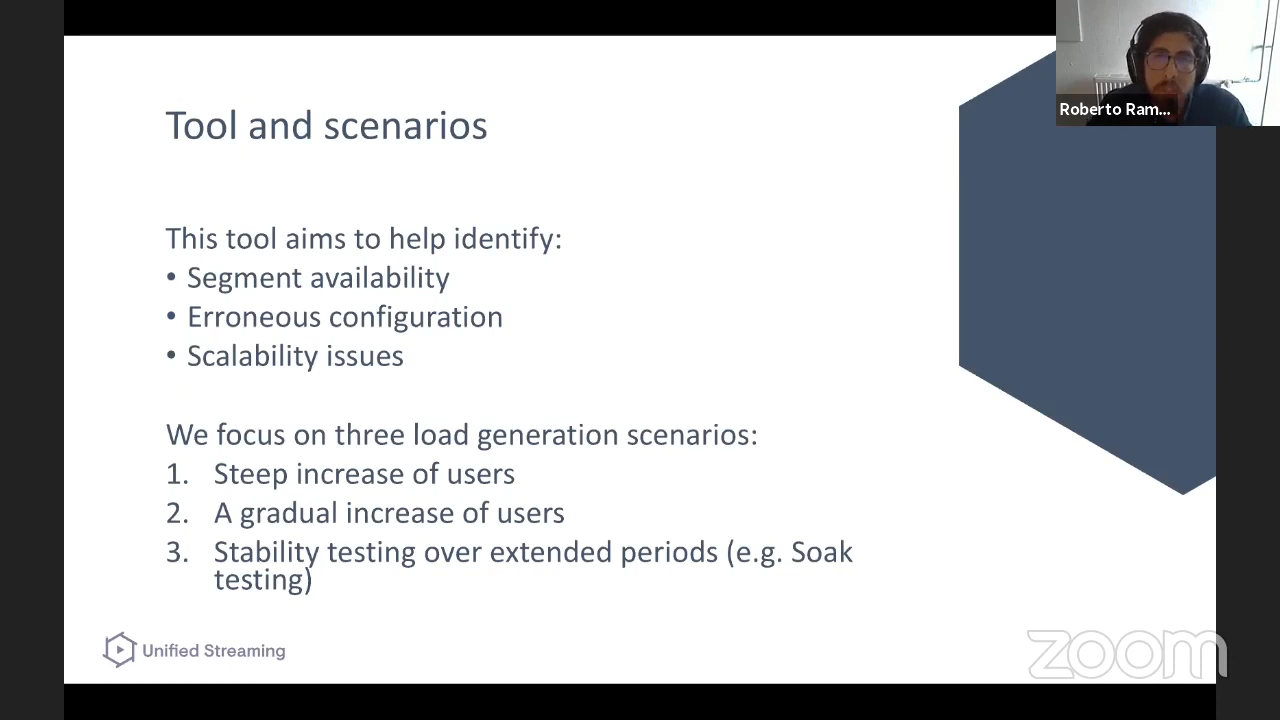 Roberto Ram...
Tool and scenarios
This tool aims to help identify:
• Segment availability
• Erroneous configuration
• Scalability issues
We focus on three load generation scenarios:
1. Steep increase of users
2. A gradual increase of users
3. Stability testing over extended periods (e.g. Soak
testing)
Unified Streaming
zoom